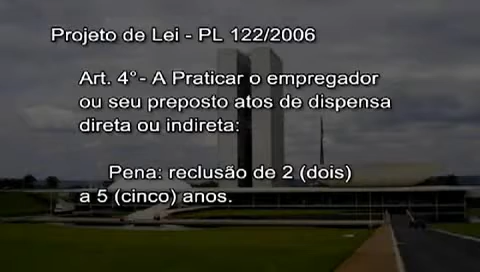 Projeto de Lei - PL 122/2006
Art. 4° - A Praticar o empregador
ou seu preposto atos de dispensa
direta ou indireta:
Pena: reclusão de 2 (dois)
a 5 (cinco) anos.